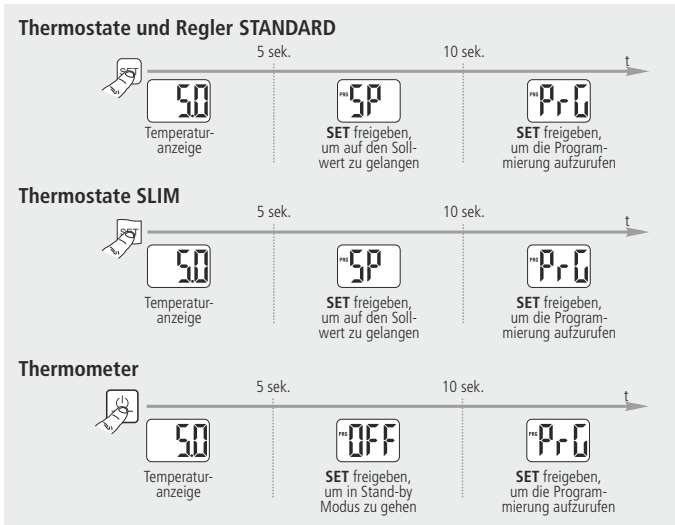 Thermostate und Regler STANDARD
5 sek.
10 sek.
t
SET
5.0
PRG SP
PRG PrG
Temperatur-
anzeige
SET freigeben,
um auf den Soll-
wert zu gelangen
SET freigeben,
um die Program-
mierung aufzurufen
Thermostate SLIM
5 sek.
10 sek.
t
SET
5.0
PRG SP
PRG PrG
Temperatur-
anzeige
SET freigeben,
um auf den Soll-
wert zu gelangen
SET freigeben,
um die Program-
mierung aufzurufen
Thermometer
5 sek.
10 sek.
t
5.0
PRG OFF
PRG PrG
Temperatur-
anzeige
SET freigeben,
um in Stand-by
Modus zu gehen
SET freigeben,
um die Program-
mierung aufzurufen